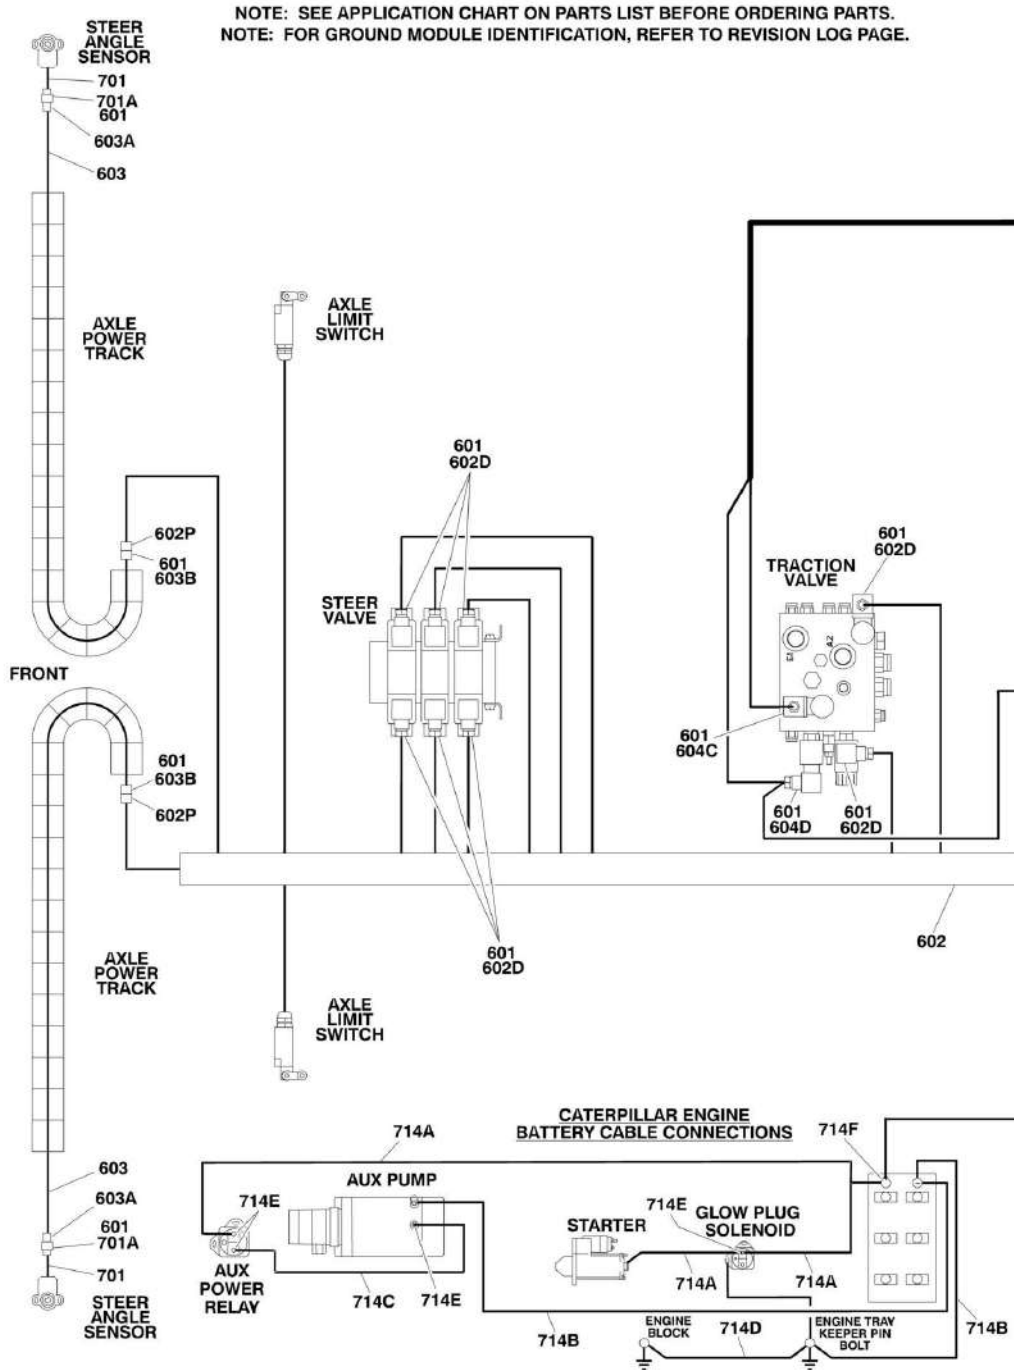 NOTE: SEE APPLICATION CHART ON PARTS LIST BEFORE ORDERING PARTS.
NOTE: FOR GROUND MODULE IDENTIFICATION, REFER TO REVISION LOG PAGE.
STEER
ANGLE
SENSOR
701
701A
601
603A
603
AXLE
POWER
TRACK
AXLE
LIMIT
SWITCH
601
602D
602P
601
603B
STEER
VALVE
TRACTION
VALVE
601
602D
E1
A2
FRONT
601
603B
602P
601
604C
601
604D
601
602D
602
601
602D
AXLE
POWER
TRACK
AXLE
LIMIT
SWITCH
CATERPILLAR ENGINE
BATTERY CABLE CONNECTIONS
714A
714F
603
603A
601
701A
701
STEER
ANGLE
SENSOR
714E
AUX PUMP
AUX
POWER
RELAY
714C
714E
STARTER
714E
GLOW PLUG
SOLENOID
714A
714A
714B
ENGINE
BLOCK
714D
ENGINE TRAY
KEEPER PIN
BOLT
714B